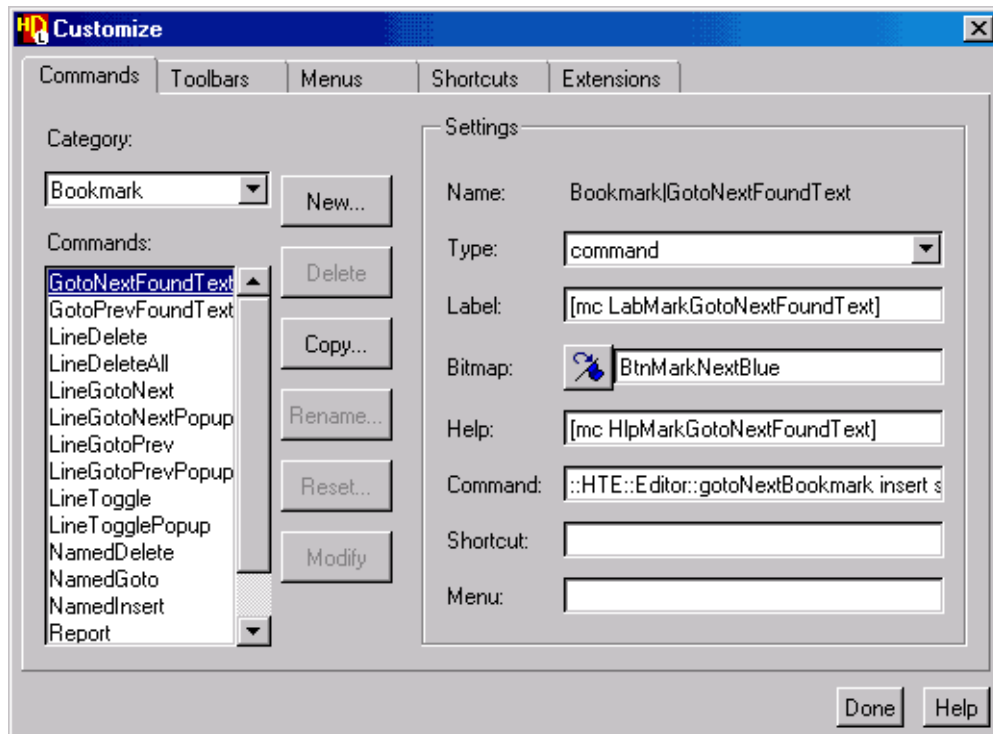 HDL Customize
Commands Toolbars Menus Shortcuts Extensions
Category:
Bookmark
Commands:
GotoNextFoundText
GotoPrevFoundText
LineDelete
LineDeleteAll
LineGotoNext
LineGotoNextPopup
LineGotoPrev
LineGotoPrevPopup
LineToggle
LineTogglePopup
NamedDelete
NamedGoto
NamedInsert
Report
New...
Delete
Copy...
Rename...
Reset...
Modify
Settings
Name: Bookmark|GotoNextFoundText
Type: command
Label: [mc LabMarkGotoNextFoundText]
Bitmap: BtnMarkNextBlue
Help: [mc HlpMarkGotoNextFoundText]
Command: ::HTE::Editor::gotoNextBookmark insert s
Shortcut:
Menu:
Done Help